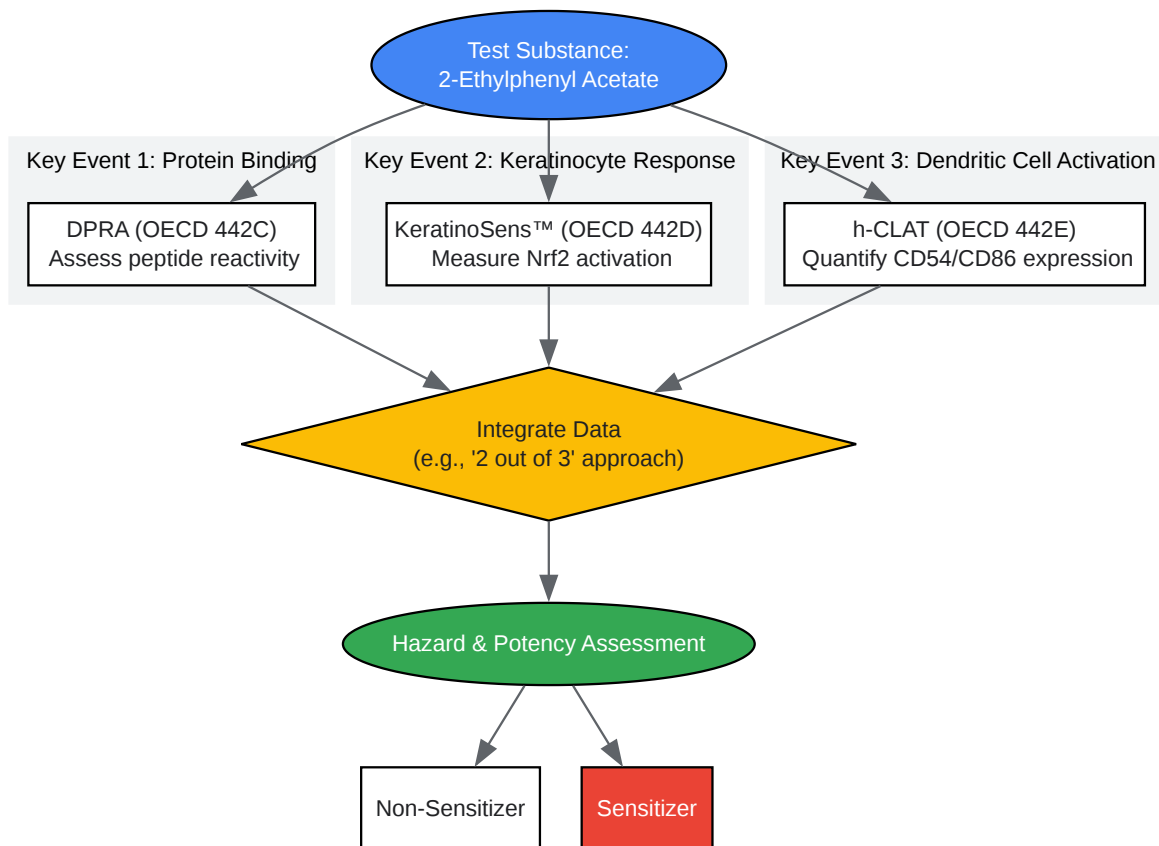 Test Substance:
2-Ethylphenyl Acetate
Key Event 1: Protein Binding
DPRA (OECD 442C)
Assess peptide reactivity
Key Event 2: Keratinocyte Response
KeratinoSens™ (OECD 442D)
Measure Nrf2 activation
Key Event 3: Dendritic Cell Activation
h-CLAT (OECD 442E)
Quantify CD54/CD86 expression
Integrate Data
(e.g., '2 out of 3' approach)
Hazard & Potency Assessment
Non-Sensitizer
Sensitizer